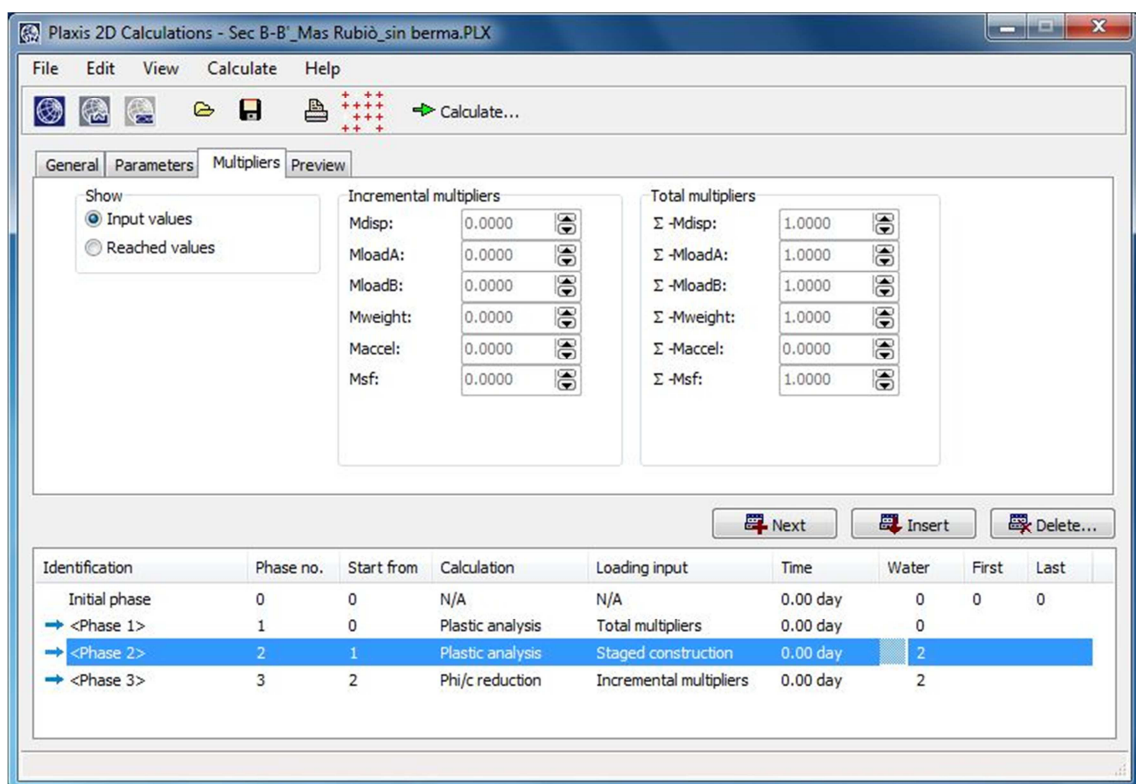 Plaxis 2D Calculations - Sec B-B'_Mas Rubiò_sin berma.PLX
File Edit View Calculate Help
Calculate...
General Parameters Multipliers Preview
Show Incremental multipliers Total multipliers
Input values Mdisp: 0.0000 Σ -Mdisp: 1.0000
Reached values MloadA: 0.0000 Σ -MloadA: 1.0000
MloadB: 0.0000 Σ -MloadB: 1.0000
Mweight: 0.0000 Σ -Mweight: 1.0000
Maccel: 0.0000 Σ -Maccel: 0.0000
Msf: 0.0000 Σ -Msf: 1.0000
Next Insert Delete...
Identification Phase no. Start from Calculation Loading input Time Water First Last
Initial phase 0 0 N/A N/A 0.00 day 0 0 0
<Phase 1> 1 0 Plastic analysis Total multipliers 0.00 day 0
<Phase 2> 2 1 Plastic analysis Staged construction 0.00 day 2
<Phase 3> 3 2 Phi/c reduction Incremental multipliers 0.00 day 2